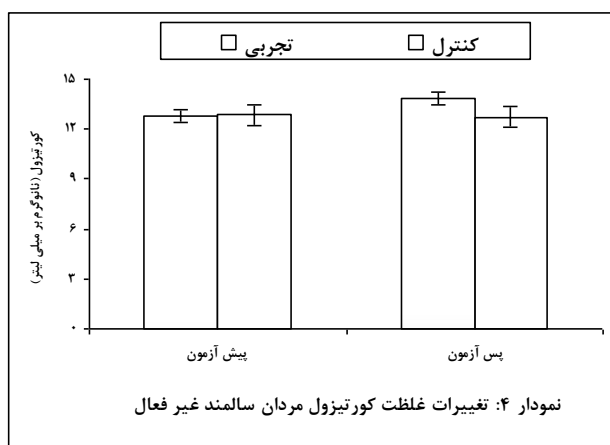 تجربی
کنترل
کورتیزول (نانوگرم بر میلی لیتر)
۱۵
۱۲
۹
۶
۳
۰
پیش آزمون
پس آزمون
نمودار ۴: تغییرات غلظت کورتیزول مردان سالمند غیر فعال